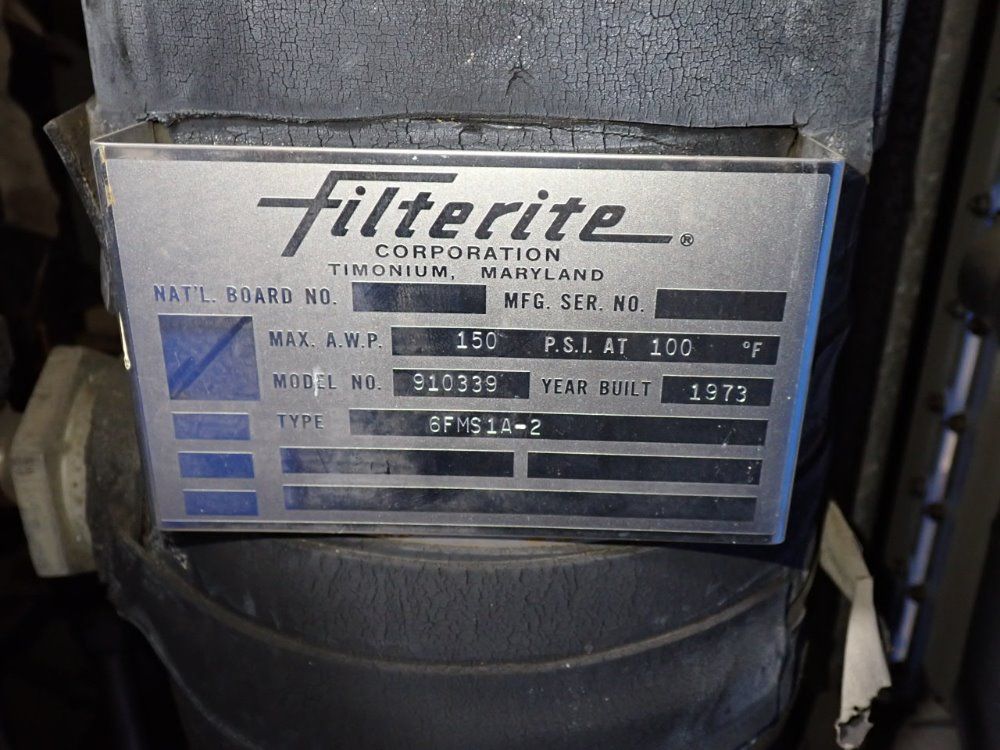 Filterite®
CORPORATION
TIMONIUM, MARYLAND
NAT'L. BOARD NO. MFG. SER. NO.
MAX. A.W.P. 150 P.S.I. AT 100 °F
MODEL NO. 910339 YEAR BUILT 1973
TYPE 6FMS1A-2